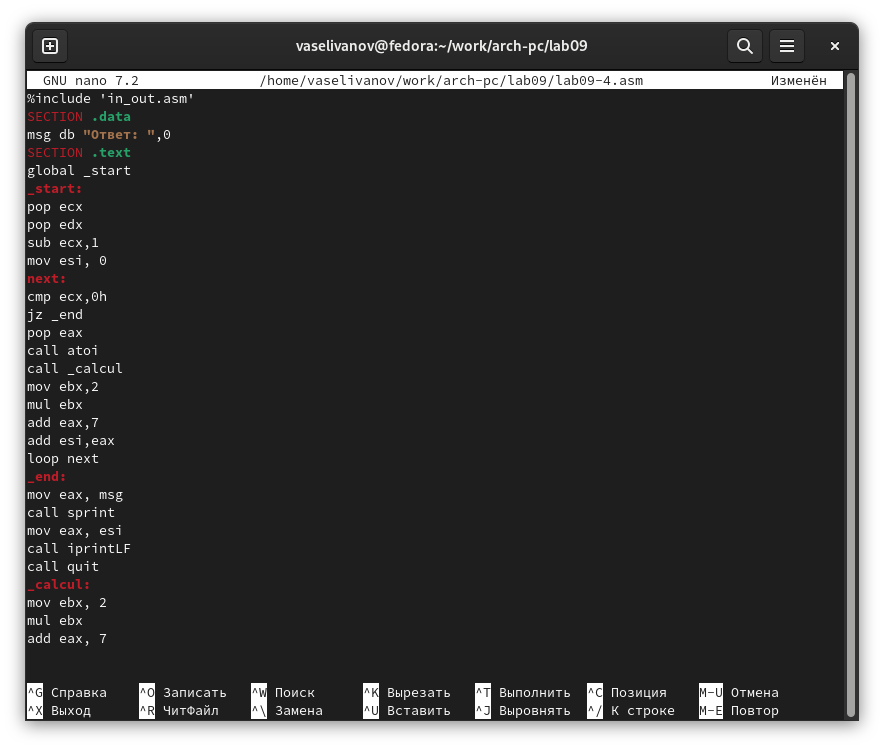 vaselivanov@fedora:~/work/arch-pc/lab09
GNU nano 7.2 /home/vaselivanov/work/arch-pc/lab09/lab09-4.asm Изменён
%include 'in_out.asm'
SECTION .data
msg db "Ответ: ",0
SECTION .text
global _start
_start:
pop ecx
pop edx
sub ecx,1
mov esi, 0
next:
cmp ecx,0h
jz _end
pop eax
call atoi
call _calcul
mov ebx,2
mul ebx
add eax,7
add esi,eax
loop next
_end:
mov eax, msg
call sprint
mov eax, esi
call iprintLF
call quit
_calcul:
mov ebx, 2
mul ebx
add eax, 7
^G Справка ^O Записать ^W Поиск ^K Вырезать ^T Выполнить ^C Позиция M-U Отмена
^X Выход ^R ЧитФайл ^\ Замена ^U Вставить ^J Выровнять ^/ К строке M-E Повтор